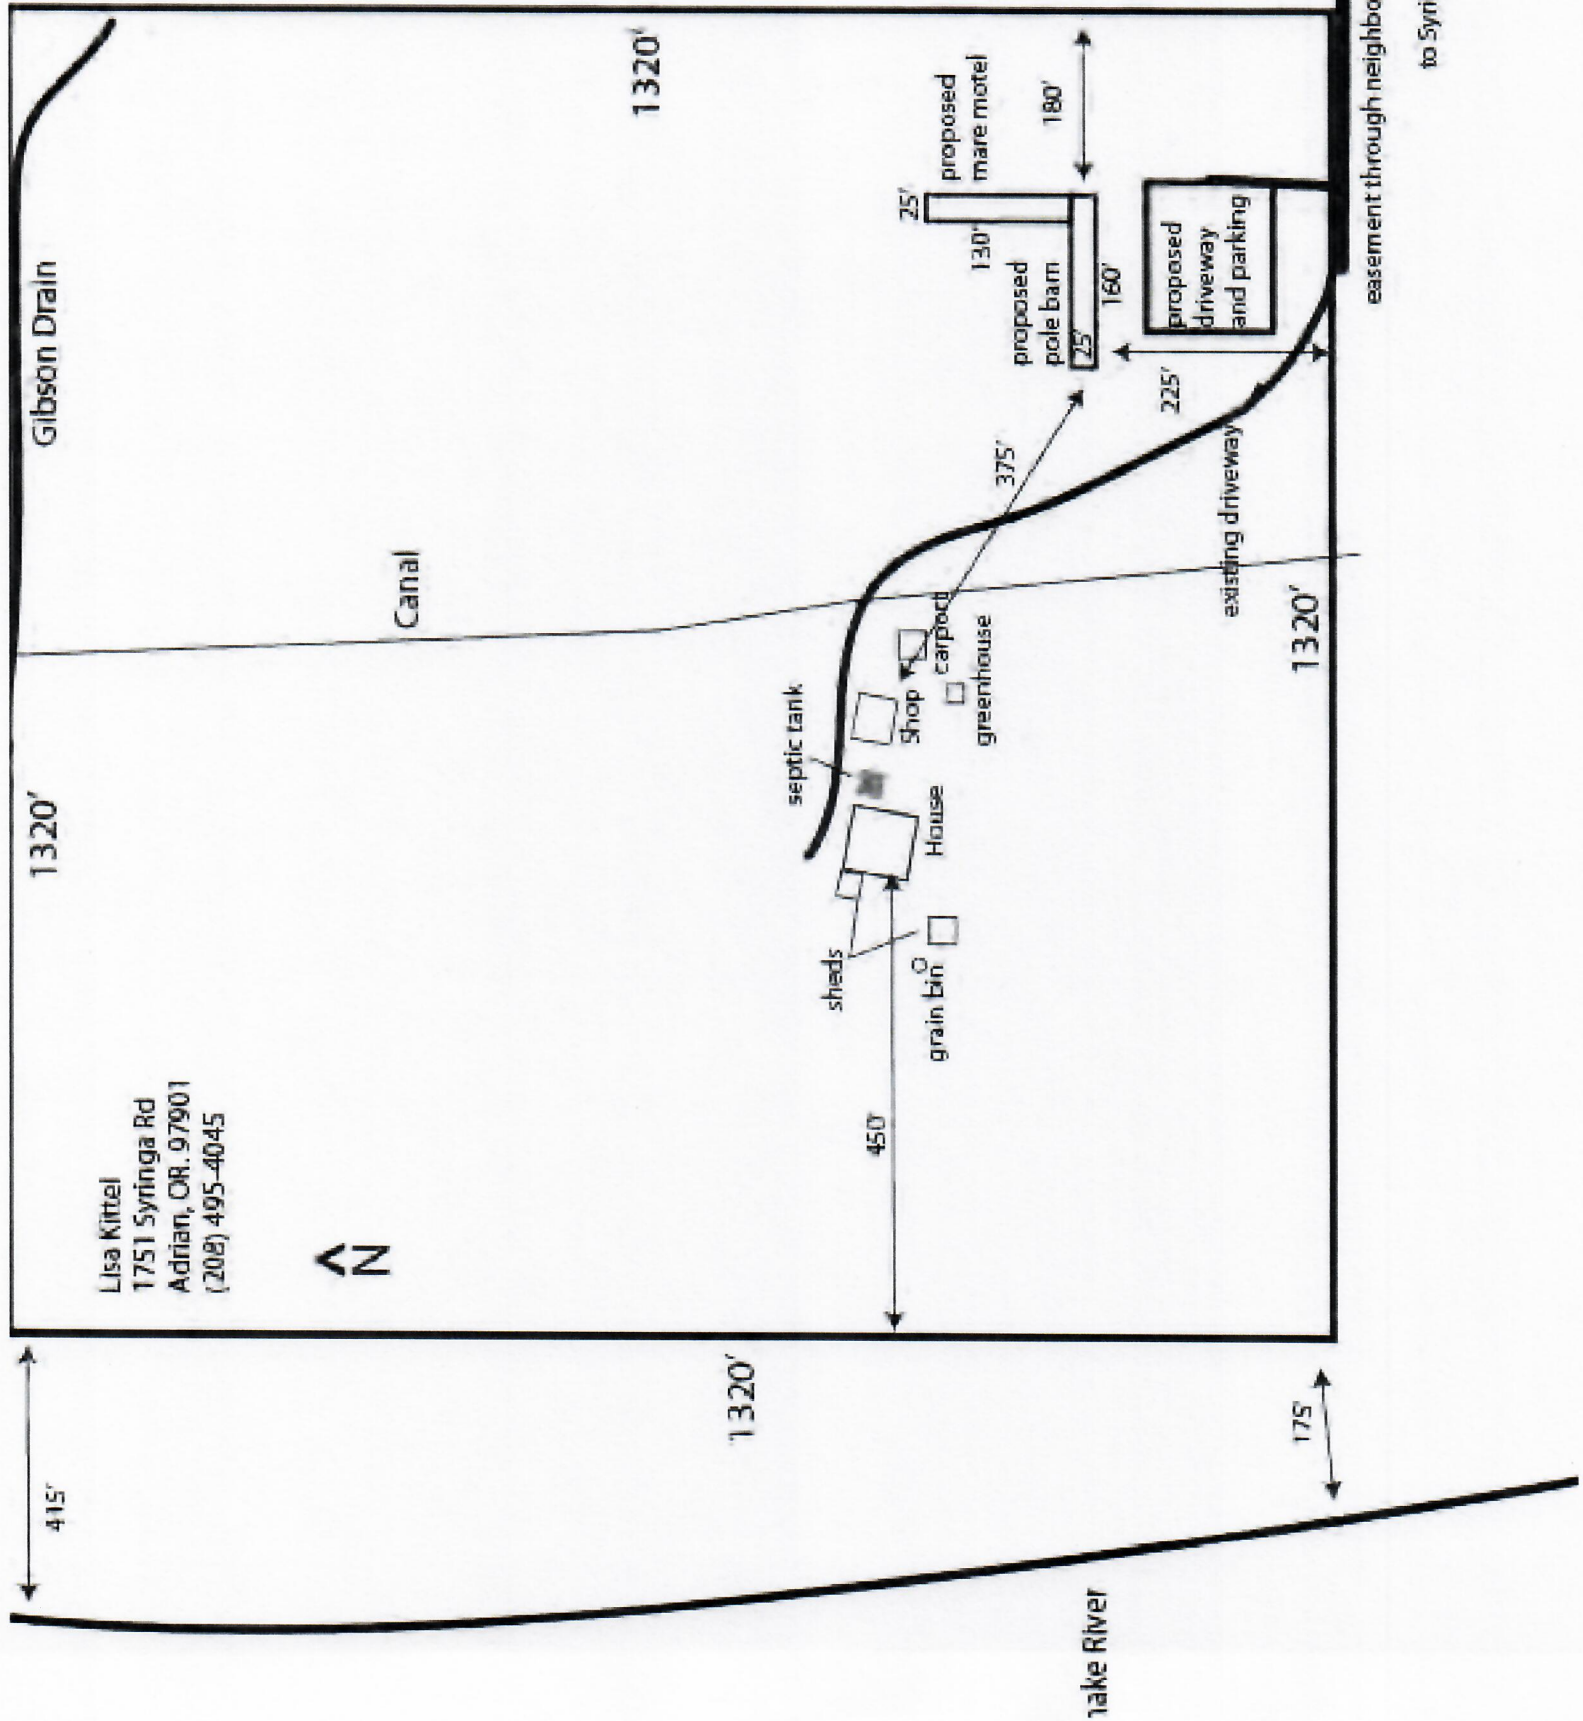 Lisa Kittel
1751 Syringa Rd
Adrian, OR. 97901
(208) 495-4045
N
415'
1320'
Gibson Drain
Canal
1320'
1320'
septic tank
sheds
House
Shop
carport
greenhouse
grain bin
450'
375'
proposed
mare motel
25'
130'
proposed
pole barn
25'
160'
180'
225'
proposed
driveway
and parking
existing driveway
1320'
175'
nake River
easement through neighbo
to Syri